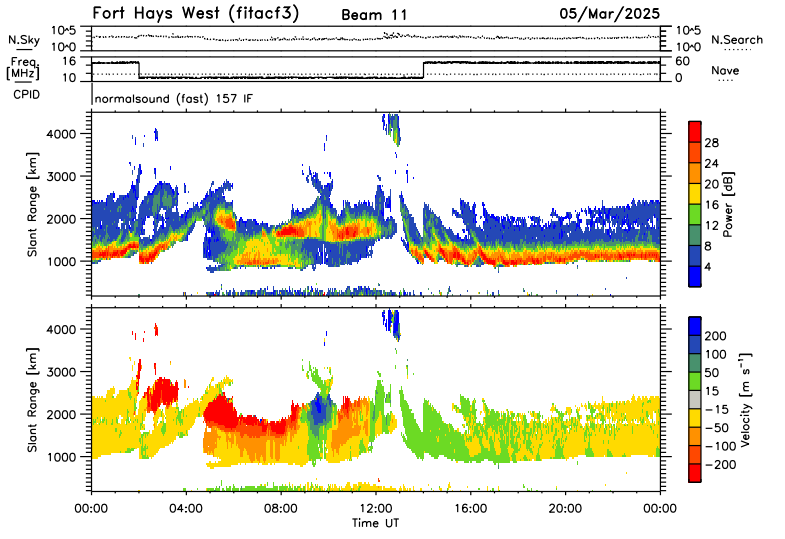 Fort Hays West (fitacf3) Beam 11 05/Mar/2025
N.Sky 10^5 10^0 10^5 10^0 N.Search
Freq. [MHz] 16 10 60 0 Nave
CPID normalsound (fast) 157 IF
Slant Range [km] 4000 3000 2000 1000
28 24 20 16 12 8 4 Power [dB]
Slant Range [km] 4000 3000 2000 1000
200 100 50 15 −15 −50 −100 −200 Velocity [m s⁻¹]
00:00 04:00 08:00 12:00 16:00 20:00 00:00
Time UT